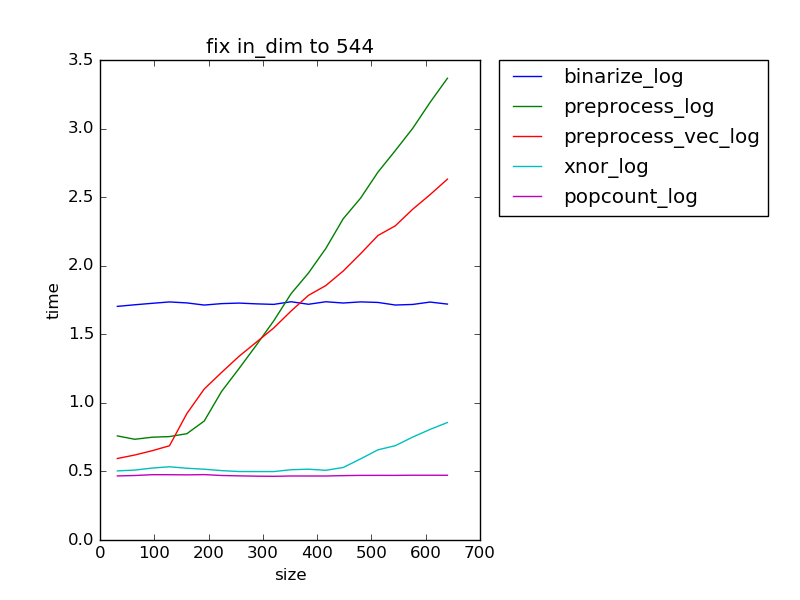 fix in_dim to 544
3.5
3.0
2.5
2.0
1.5
1.0
0.5
0.0
time
0 100 200 300 400 500 600 700
size
binarize_log
preprocess_log
preprocess_vec_log
xnor_log
popcount_log